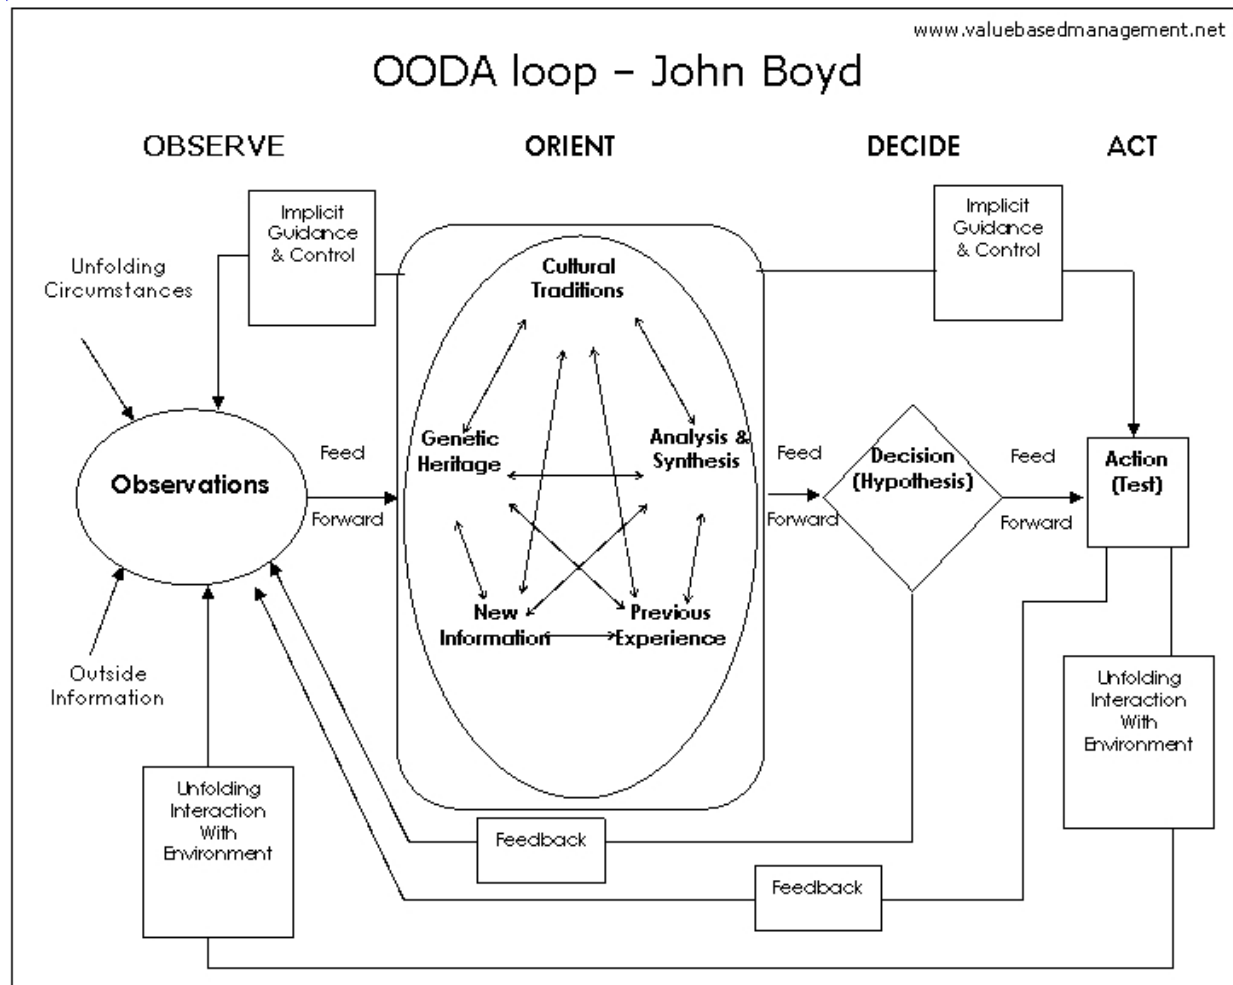 www.valuebasedmanagement.net
OODA loop – John Boyd
OBSERVE
ORIENT
DECIDE
ACT
Implicit
Guidance
& Control
Implicit
Guidance
& Control
Unfolding
Circumstances
Cultural
Traditions
Genetic
Heritage
Analysis &
Synthesis
New
Information
Previous
Experience
Observations
Feed
Forward
Feed
Forward
Decision
(Hypothesis)
Feed
Forward
Action
(Test)
Outside
Information
Unfolding
Interaction
With
Environment
Unfolding
Interaction
With
Environment
Feedback
Feedback